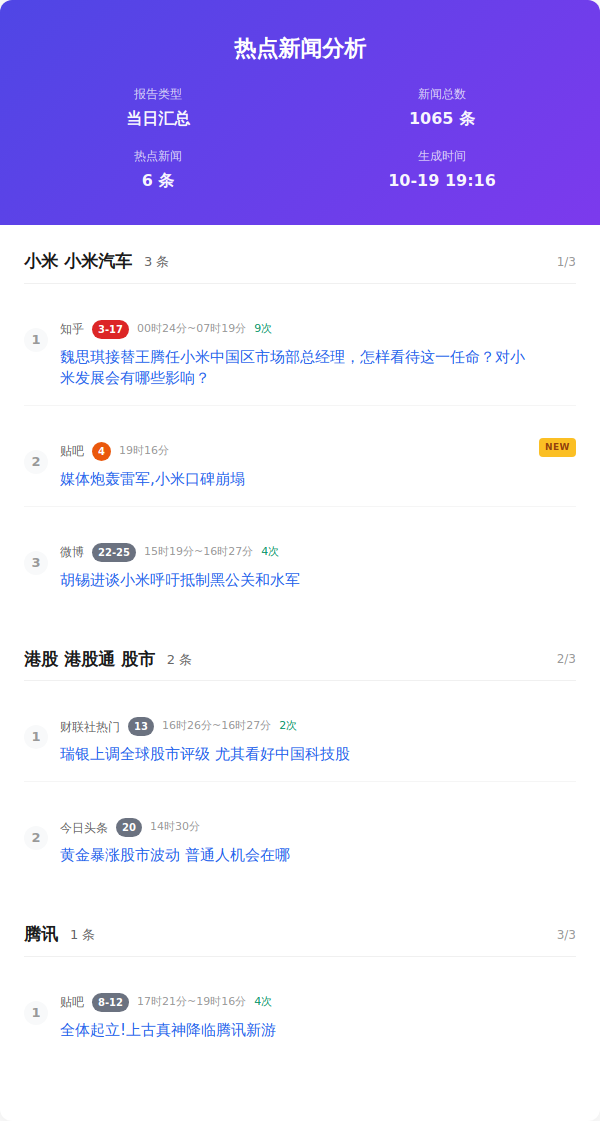 热点新闻分析
报告类型
新闻总数
当日汇总
1065 条
热点新闻
生成时间
6 条
10-19 19:16
小米 小米汽车 3 条 1/3
1
知乎 3-17 00时24分~07时19分 9次
魏思琪接替王腾任小米中国区市场部总经理，怎样看待这一任命？对小
米发展会有哪些影响？
2
贴吧 4 19时16分 NEW
媒体炮轰雷军,小米口碑崩塌
3
微博 22-25 15时19分~16时27分 4次
胡锡进谈小米呼吁抵制黑公关和水军
港股 港股通 股市 2 条 2/3
1
财联社热门 13 16时26分~16时27分 2次
瑞银上调全球股市评级 尤其看好中国科技股
2
今日头条 20 14时30分
黄金暴涨股市波动 普通人机会在哪
腾讯 1 条 3/3
1
贴吧 8-12 17时21分~19时16分 4次
全体起立!上古真神降临腾讯新游